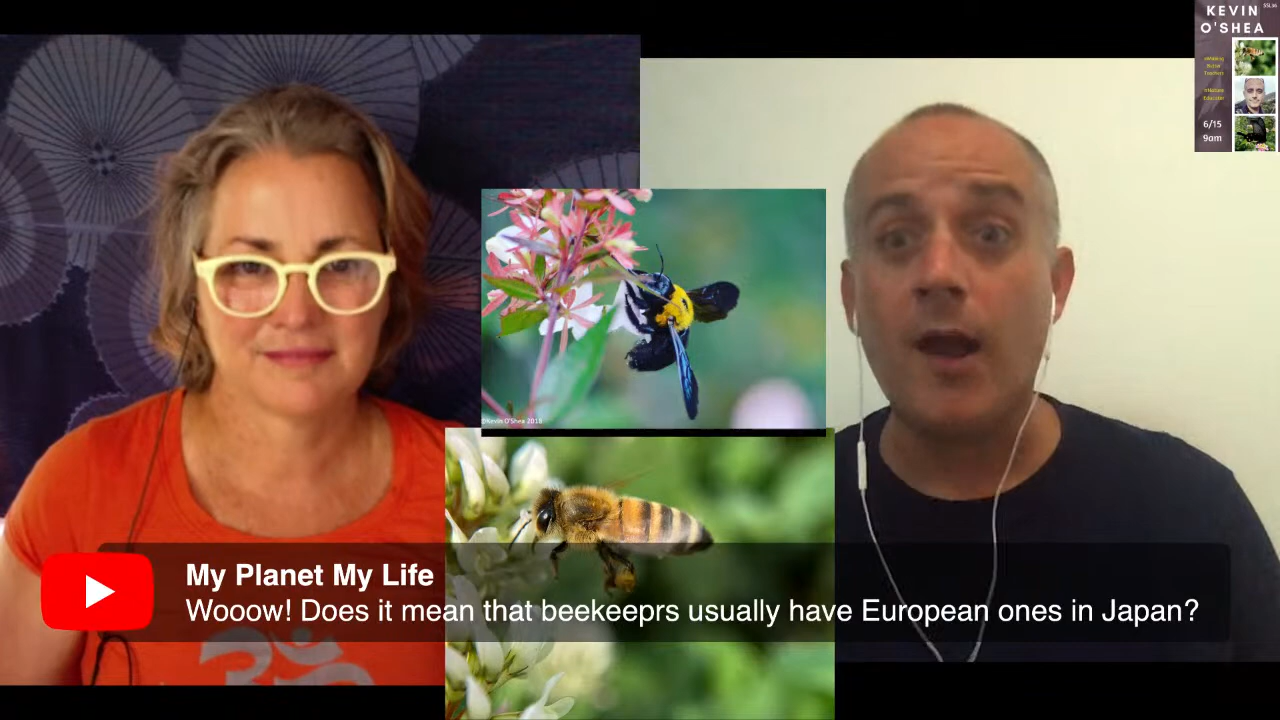 KEVIN
O'SHEA
6/15
9am
©Kevin O'Shea 2018
My Planet My Life
Wooow! Does it mean that beekeeprs usually have European ones in Japan?